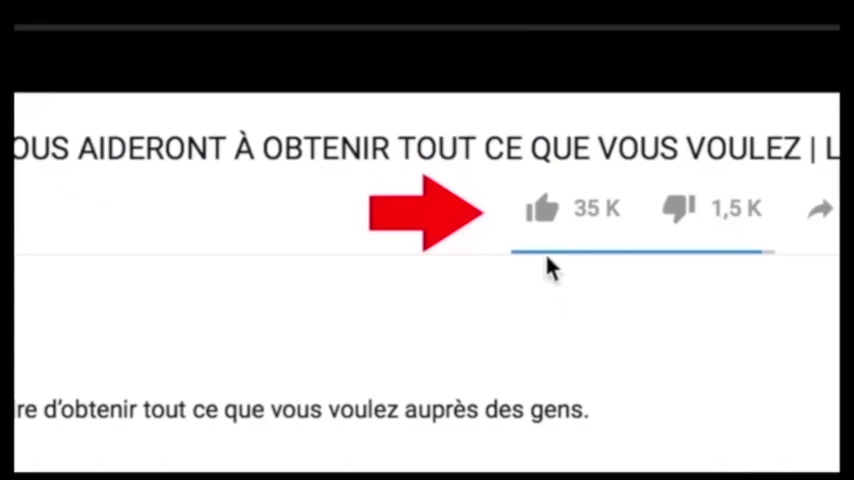 OUS AIDERONT À OBTENIR TOUT CE QUE VOUS VOULEZ | L
35 K 1,5 K
re d'obtenir tout ce que vous voulez auprès des gens.